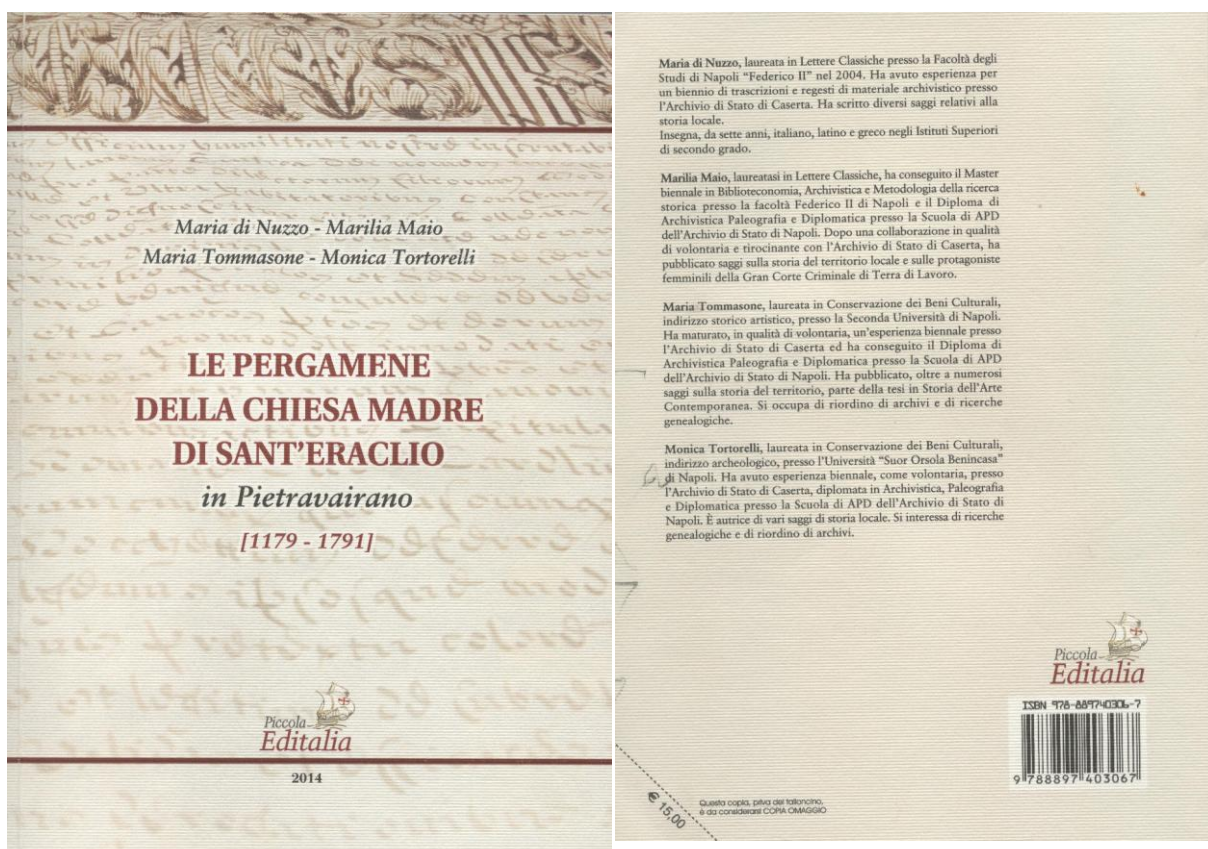 Maria di Nuzzo - Marilia Maio
Maria Tommasone - Monica Tortorelli
LE PERGAMENE
DELLA CHIESA MADRE
DI SANT'ERACLIO
in Pietravairano
[1179 - 1791]
Piccola
Editalia
2014
Maria di Nuzzo, laureata in Lettere Classiche presso la Facoltà degli
Studi di Napoli “Federico II” nel 2004. Ha avuto esperienza per
un biennio di trascrizioni e regesti di materiale archivistico presso
l'Archivio di Stato di Caserta. Ha scritto diversi saggi relativi alla
storia locale.
Insegna, da sette anni, italiano, latino e greco negli Istituti Superiori
di secondo grado.
Marilia Maio, laureatasi in Lettere Classiche, ha conseguito il Master
biennale in Biblioteconomia, Archivistica e Metodologia della ricerca
storica presso la facoltà Federico II di Napoli e il Diploma di
Archivistica Paleografia e Diplomatica presso la Scuola di APD
dell'Archivio di Stato di Napoli. Dopo una collaborazione in qualità
di volontaria e tirocinante con l'Archivio di Stato di Caserta, ha
pubblicato saggi sulla storia del territorio locale e sulle protagoniste
femminili della Gran Corte Criminale di Terra di Lavoro.
Maria Tommasone, laureata in Conservazione dei Beni Culturali,
indirizzo storico artistico, presso la Seconda Università di Napoli.
Ha maturato, in qualità di volontaria, un'esperienza biennale presso
l'Archivio di Stato di Caserta ed ha conseguito il Diploma di
Archivistica Paleografia e Diplomatica presso la Scuola di APD
dell'Archivio di Stato di Napoli. Ha pubblicato, oltre a numerosi
saggi sulla storia del territorio, parte della tesi in Storia dell'Arte
Contemporanea. Si occupa di riordino di archivi e di ricerche
genealogiche.
Monica Tortorelli, laureata in Conservazione dei Beni Culturali,
indirizzo archeologico, presso l'Università “Suor Orsola Benincasa”
di Napoli. Ha avuto esperienza biennale, come volontaria, presso
l'Archivio di Stato di Caserta, diplomata in Archivistica, Paleografia
e Diplomatica presso la Scuola di APD dell'Archivio di Stato di
Napoli. È autrice di vari saggi di storia locale. Si interessa di ricerche
genealogiche e di riordino di archivi.
Piccola
Editalia
ISBN 978-889740306-7
9 788897 403067
€ 15,00
Questa copia, priva del talloncino,
è da considerarsi COPIA OMAGGIO